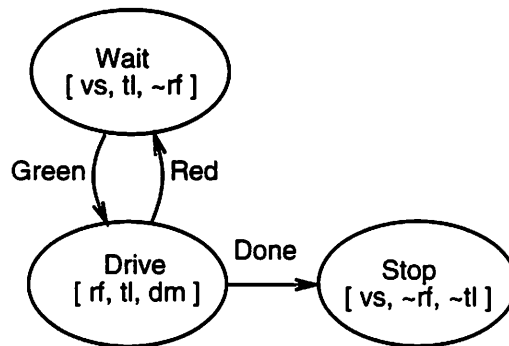 Wait
[ vs, tl, ~rf ]
Green
Red
Drive
[ rf, tl, dm ]
Done
Stop
[ vs, ~rf, ~tl ]